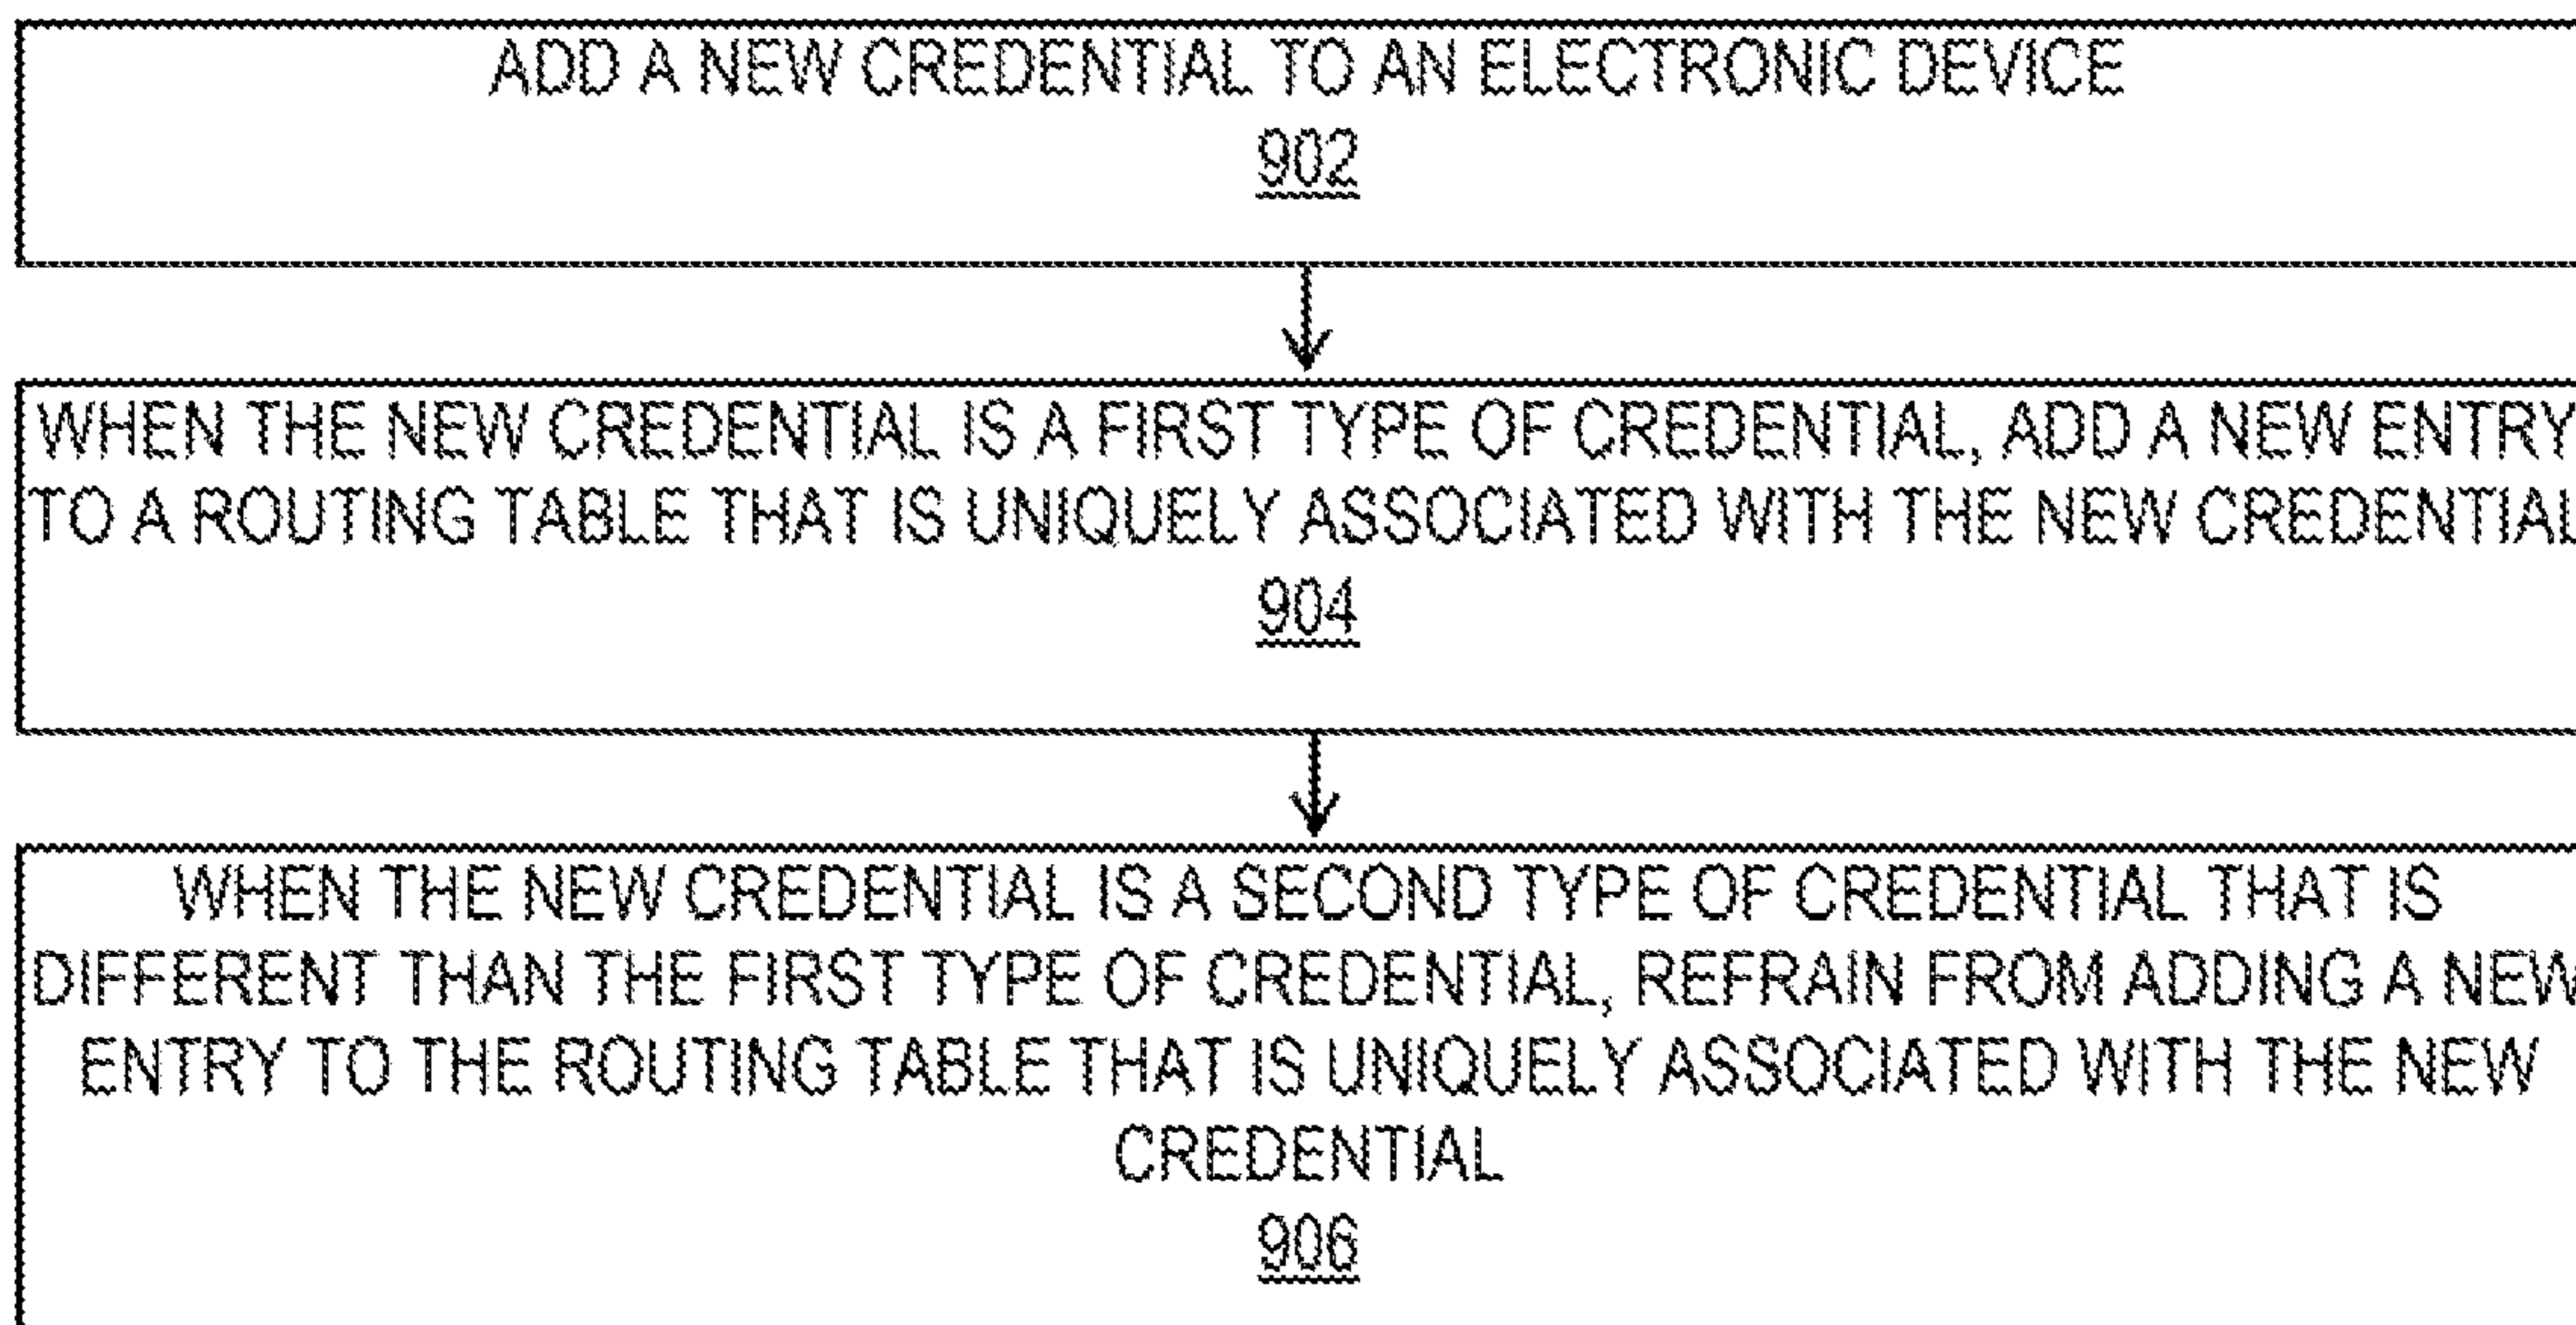 ADD A NEW CREDENTIAL TO AN ELECTRONIC DEVICE
902
WHEN THE NEW CREDENTIAL IS A FIRST TYPE OF CREDENTIAL, ADD A NEW ENTRY
TO A ROUTING TABLE THAT IS UNIQUELY ASSOCIATED WITH THE NEW CREDENTIAL
904
WHEN THE NEW CREDENTIAL IS A SECOND TYPE OF CREDENTIAL THAT IS
DIFFERENT THAN THE FIRST TYPE OF CREDENTIAL, REFRAIN FROM ADDING A NEW
ENTRY TO THE ROUTING TABLE THAT IS UNIQUELY ASSOCIATED WITH THE NEW
CREDENTIAL
906